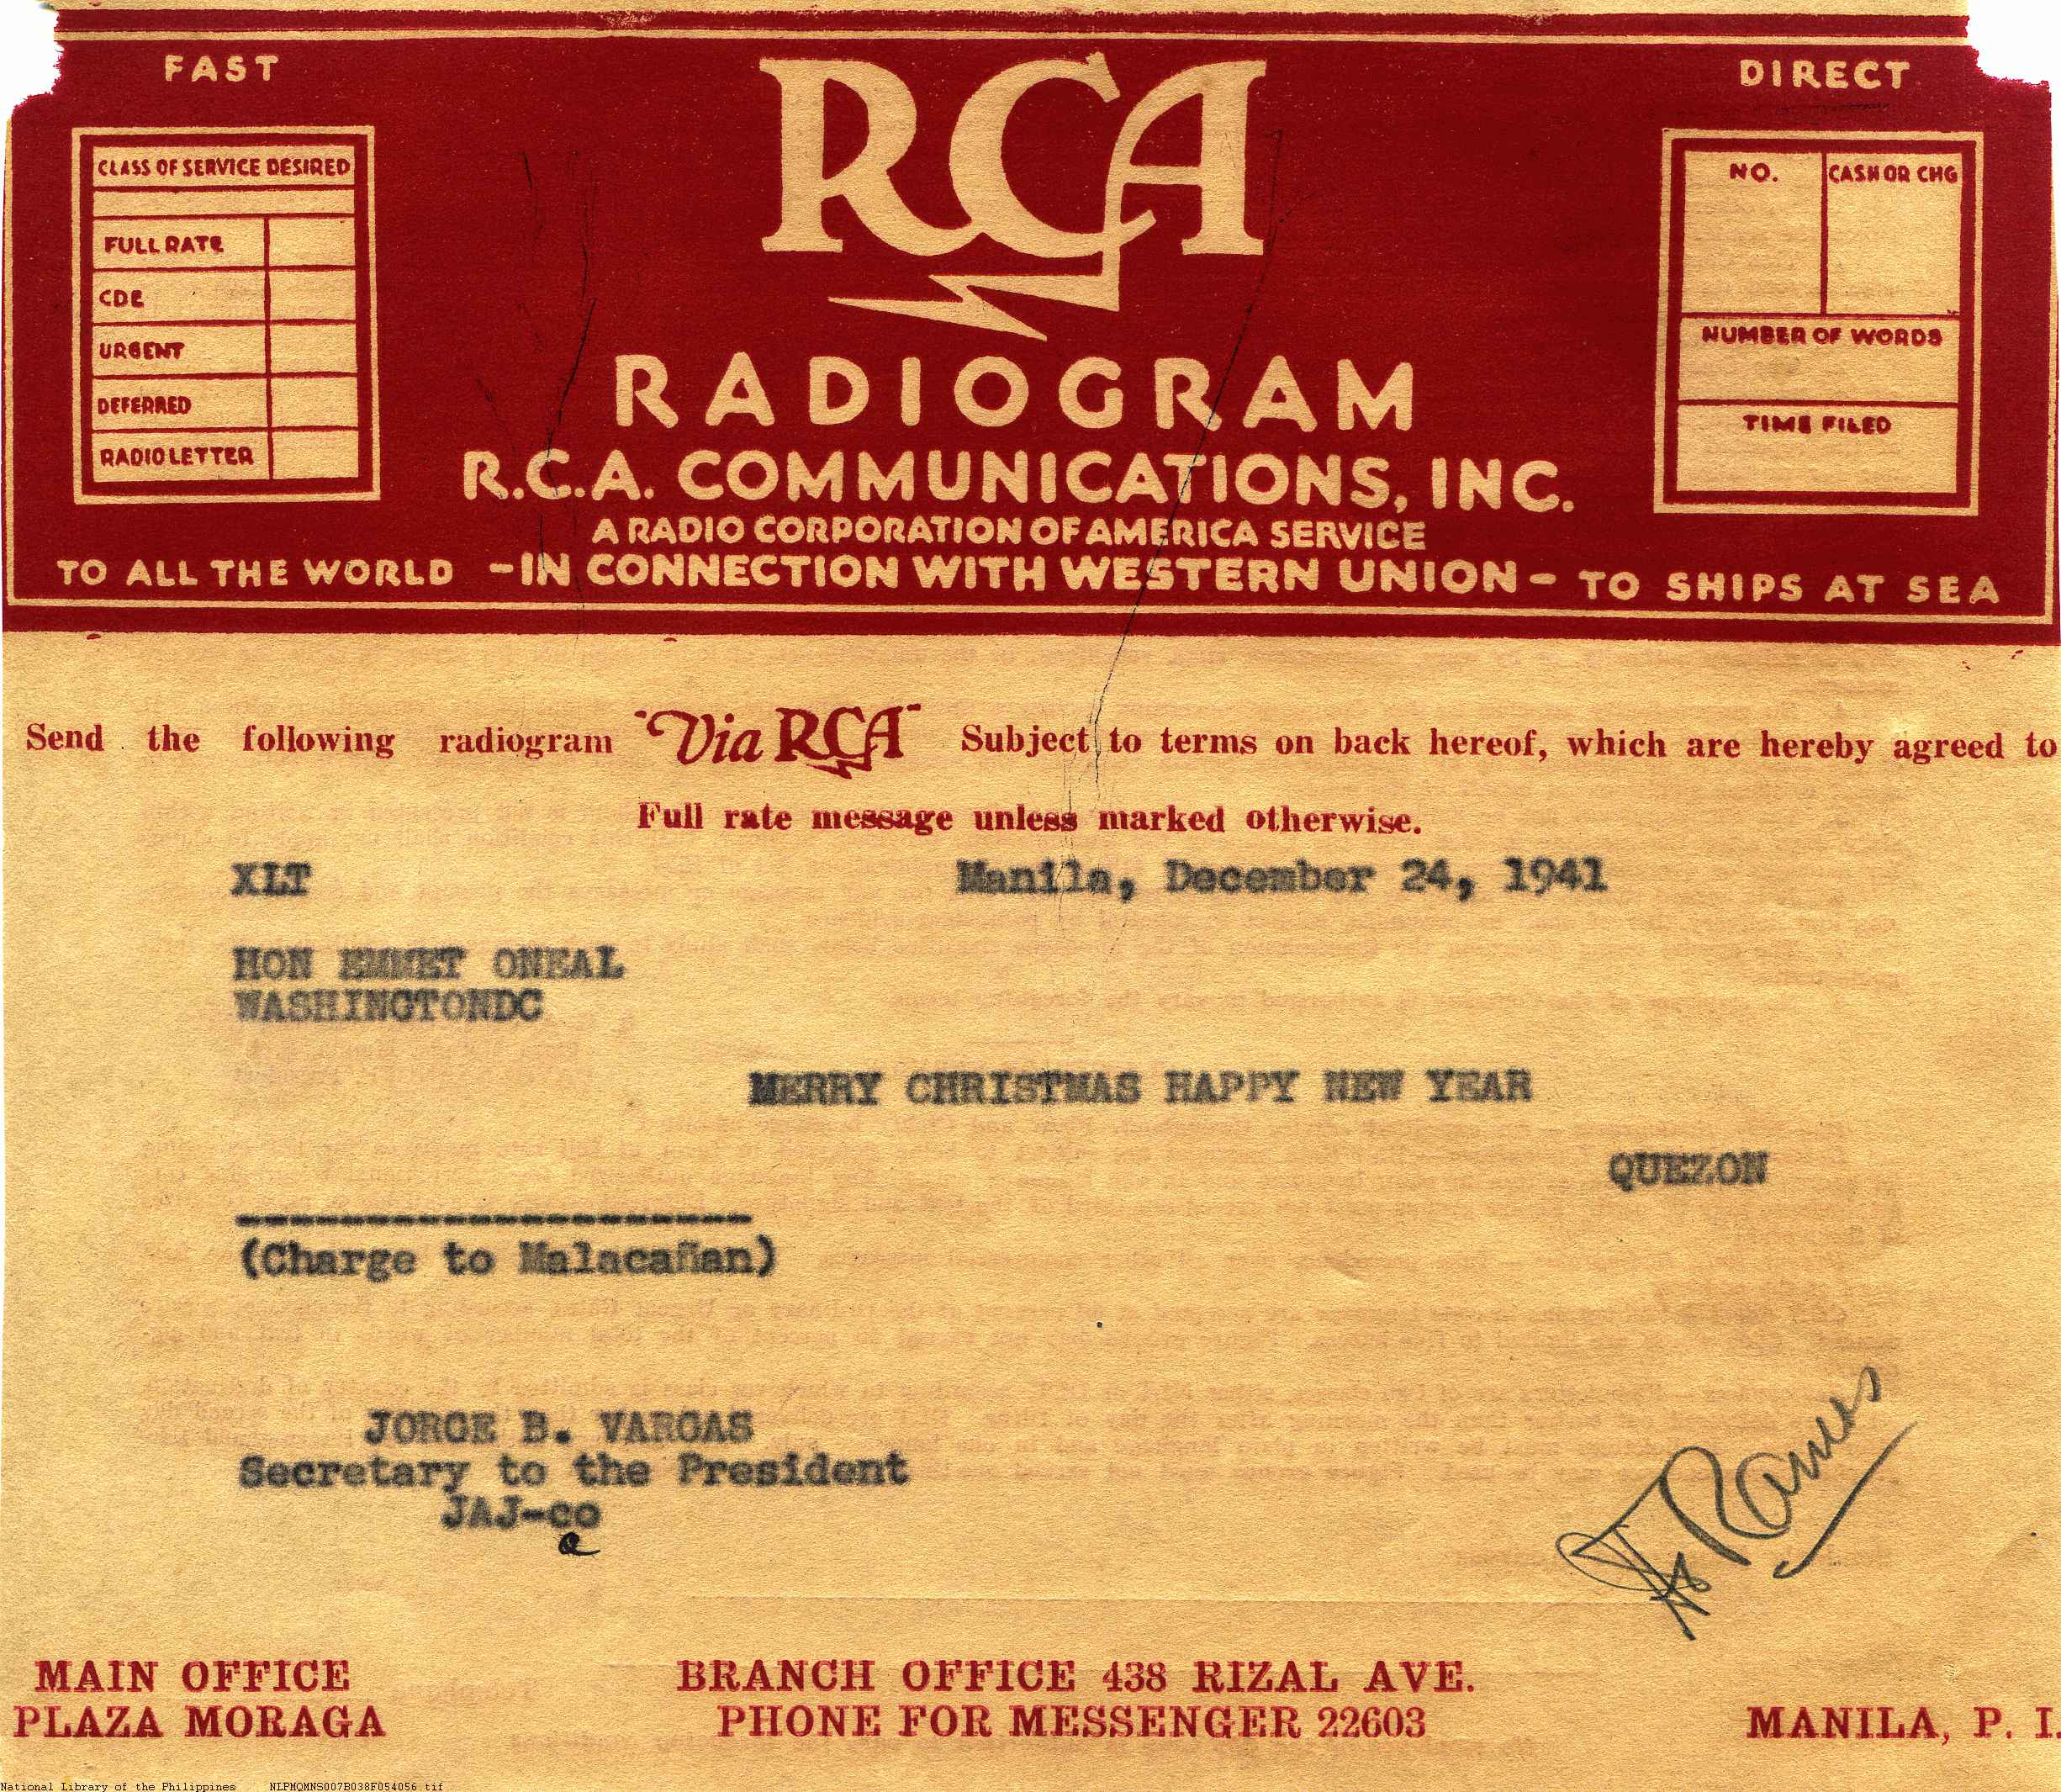 FAST
DIRECT
RCA
CLASS OF SERVICE DESIRED
FULL RATE
CDE
URGENT
DEFERRED
RADIO LETTER
NO.
CASH OR CHG
NUMBER OF WORDS
TIME FILED
RADIOGRAM
R.C.A. COMMUNICATIONS, INC.
A RADIO CORPORATION OF AMERICA SERVICE
TO ALL THE WORLD -IN CONNECTION WITH WESTERN UNION- TO SHIPS AT SEA
Send the following radiogram "Via RCA" Subject to terms on back hereof, which are hereby agreed to
Full rate message unless marked otherwise.
XLT Manila, December 24, 1941
HON EMMET ONEAL
WASHINGTONDC
MERRY CHRISTMAS HAPPY NEW YEAR
QUEZON
--------------------
(Charge to Malacañan)
JORGE B. VARGAS
Secretary to the President
JAJ-co
a
Ramos
MAIN OFFICE
PLAZA MORAGA
BRANCH OFFICE 438 RIZAL AVE.
PHONE FOR MESSENGER 22603
MANILA, P. I.
National Library of the Philippines NLPMQMNS007B038F054056.tif